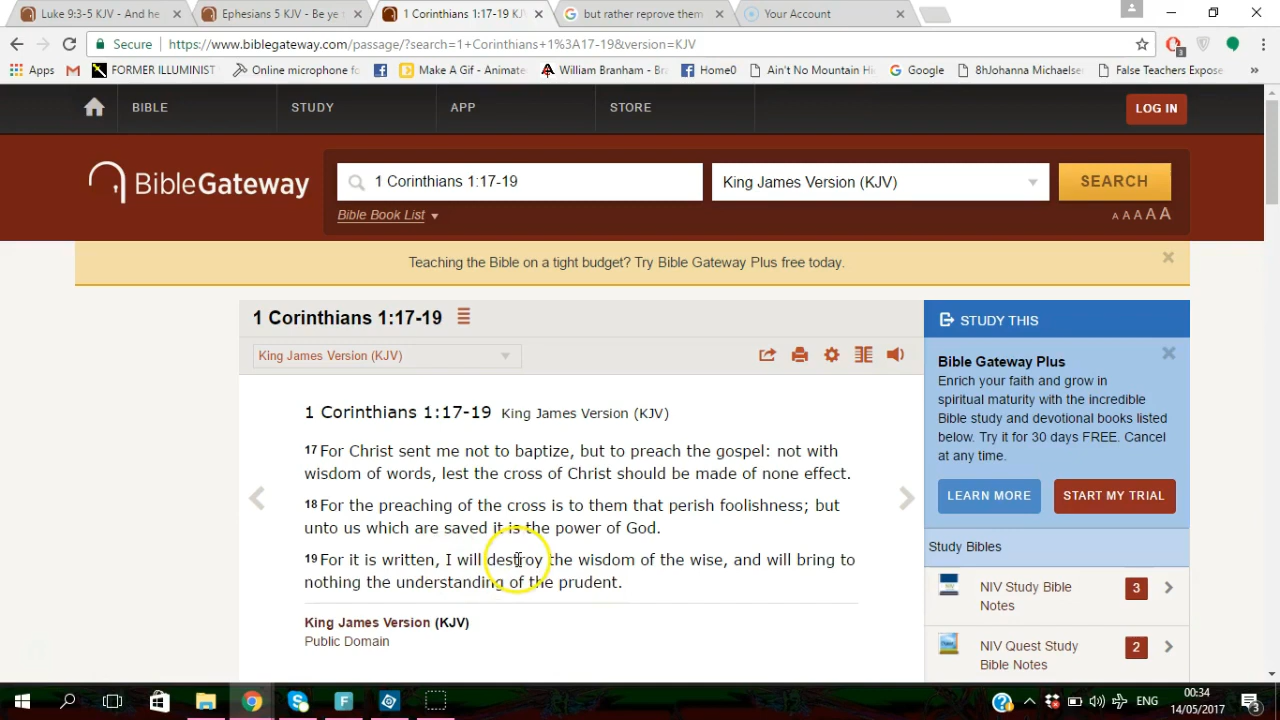 Luke 9:3-5 KJV - And he
Ephesians 5 KJV - Be ye t
1 Corinthians 1:17-19 KJV
but rather reprove them
Your Account
Secure
https://www.biblegateway.com/passage/?search=1+Corinthians+1%3A17-19&version=KJV
3
Apps
FORMER ILLUMINIST
Online microphone fo
Make A Gif - Animate
William Branham - Bra
Home0
Ain't No Mountain Hi
Google
8hJohanna Michaelsen
False Teachers Expose
BIBLE
STUDY
APP
STORE
LOG IN
BibleGateway
1 Corinthians 1:17-19
King James Version (KJV)
SEARCH
Bible Book List
A A A A A
Teaching the Bible on a tight budget? Try Bible Gateway Plus free today.
1 Corinthians 1:17-19
King James Version (KJV)
1 Corinthians 1:17-19 King James Version (KJV)
17 For Christ sent me not to baptize, but to preach the gospel: not with
wisdom of words, lest the cross of Christ should be made of none effect.
18 For the preaching of the cross is to them that perish foolishness; but
unto us which are saved it is the power of God.
19 For it is written, I will destroy the wisdom of the wise, and will bring to
nothing the understanding of the prudent.
King James Version (KJV)
Public Domain
STUDY THIS
Bible Gateway Plus
Enrich your faith and grow in
spiritual maturity with the incredible
Bible study and devotional books listed
below. Try it for 30 days FREE. Cancel
at any time.
LEARN MORE
START MY TRIAL
Study Bibles
NIV Study Bible
Notes
3
NIV Quest Study
Bible Notes
2
ENG
00:34
14/05/2017
3